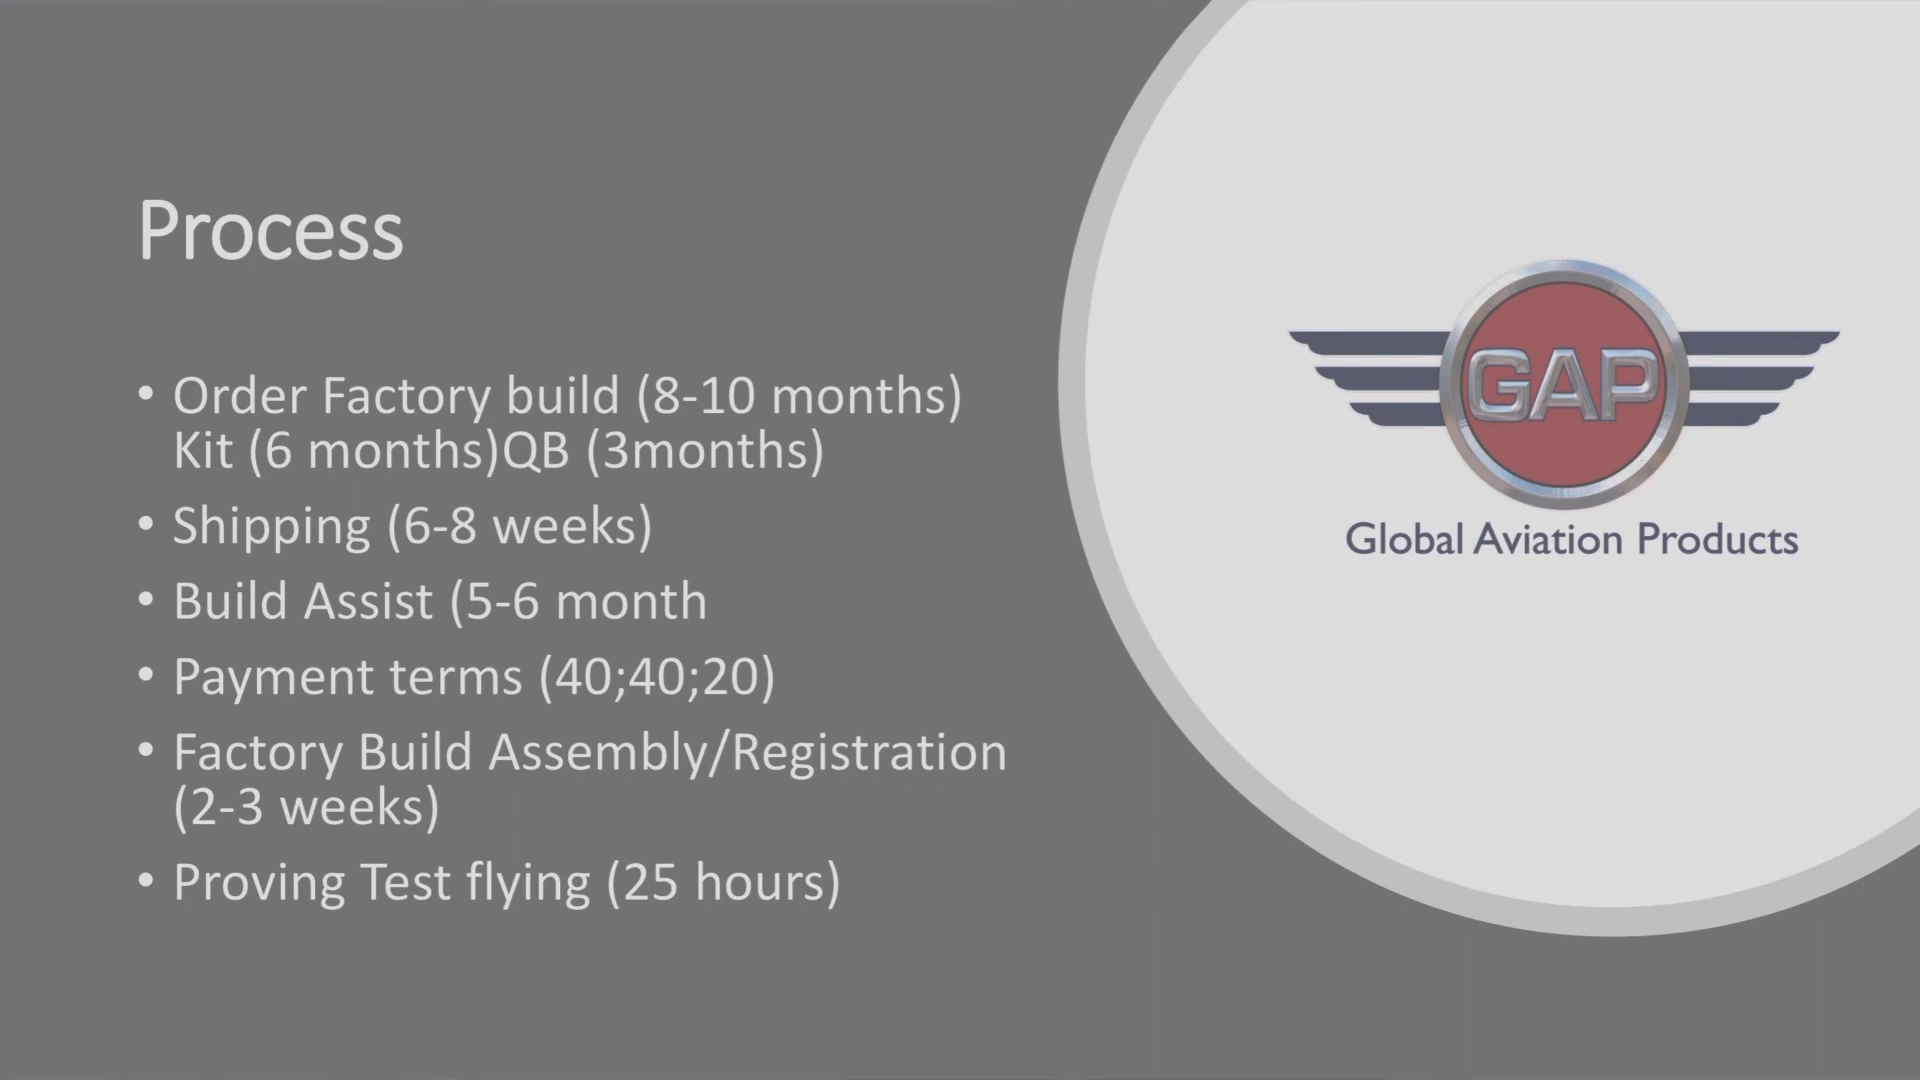 Process
• Order Factory build (8-10 months)
Kit (6 months)QB (3months)
• Shipping (6-8 weeks)
• Build Assist (5-6 month
• Payment terms (40;40;20)
• Factory Build Assembly/Registration
(2-3 weeks)
• Proving Test flying (25 hours)
GAP
Global Aviation Products